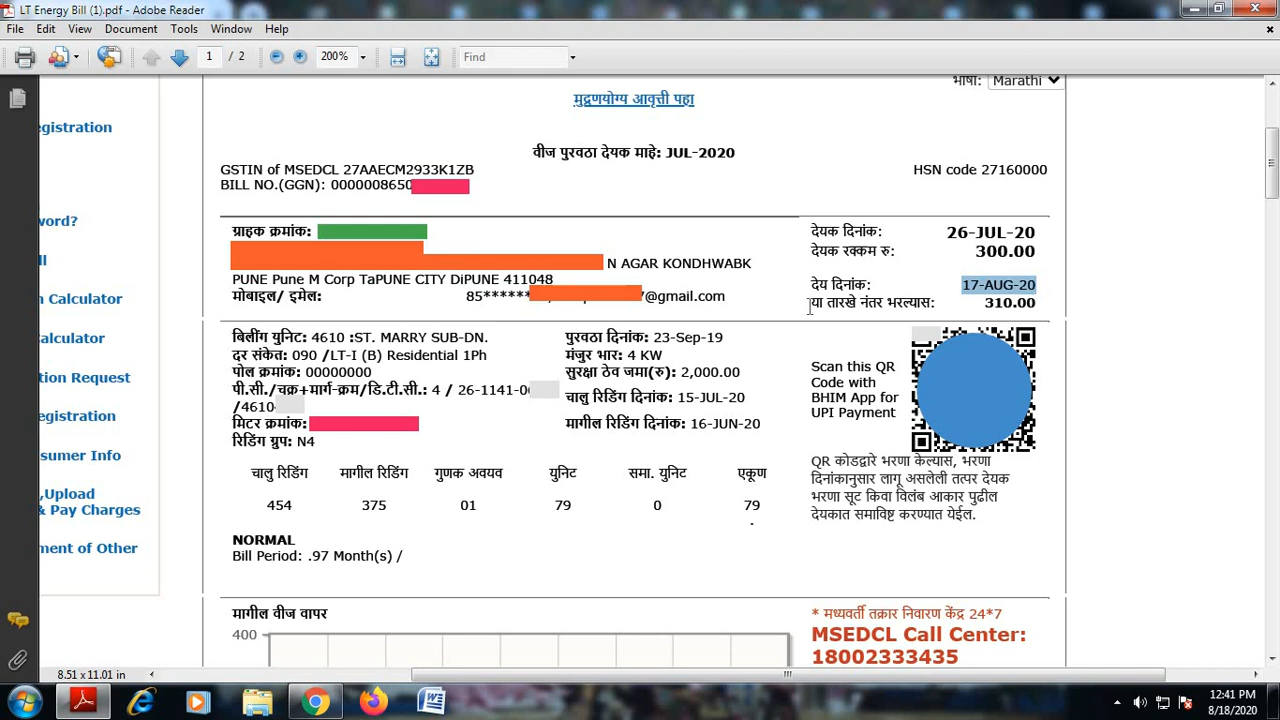 LT Energy Bill (1).pdf - Adobe Reader
File Edit View Document Tools Window Help
1 / 2 200% Find
भाषा: Marathi
मुद्रणयोग्य आवृत्ती पहा
egistration
वीज पुरवठा देयक माहे: JUL-2020
GSTIN of MSEDCL 27AAECM2933K1ZB HSN code 27160000
BILL NO.(GGN): 0000008650
word?
ग्राहक क्रमांक: देयक दिनांक: 26-JUL-20
देयक रक्कम रु: 300.00
N AGAR KONDHWABK
ll
PUNE Pune M Corp TaPUNE CITY DiPUNE 411048 देय दिनांक: 17-AUG-20
मोबाइल/ इमेल: 85****** 7@gmail.com या तारखे नंतर भरल्यास: 310.00
n Calculator
बिलींग युनिट: 4610 :ST. MARRY SUB-DN. पुरवठा दिनांक: 23-Sep-19
alculator
दर संकेत: 090 /LT-I (B) Residential 1Ph मंजुर भार: 4 KW
पोल क्रमांक: 00000000 सुरक्षा ठेव जमा(रु): 2,000.00
tion Request
पी.सी./चक्र+मार्ग-क्रम/डि.टी.सी.: 4 / 26-1141-0 चालु रिडिंग दिनांक: 15-JUL-20
/4610
egistration
मिटर क्रमांक: मागील रिडिंग दिनांक: 16-JUN-20
रिडिंग ग्रुप: N4
Scan this QR
Code with
BHIM App for
UPI Payment
sumer Info
चालु रिडिंग मागील रिडिंग गुणक अवयव युनिट समा. युनिट एकूण
454 375 01 79 0 79
QR कोडद्वारे भरणा केल्यास, भरणा
दिनांकानुसार लागू असलेली तत्पर देयक
भरणा सूट किंवा विलंब आकार पुढील
देयकात समाविष्ट करण्यात येईल.
,Upload
& Pay Charges
NORMAL
ment of Other
Bill Period: .97 Month(s) /
मागील वीज वापर
400
* मध्यवर्ती तक्रार निवारण केंद्र 24*7
MSEDCL Call Center:
18002333435
8.51 x 11.01 in
12:41 PM
8/18/2020